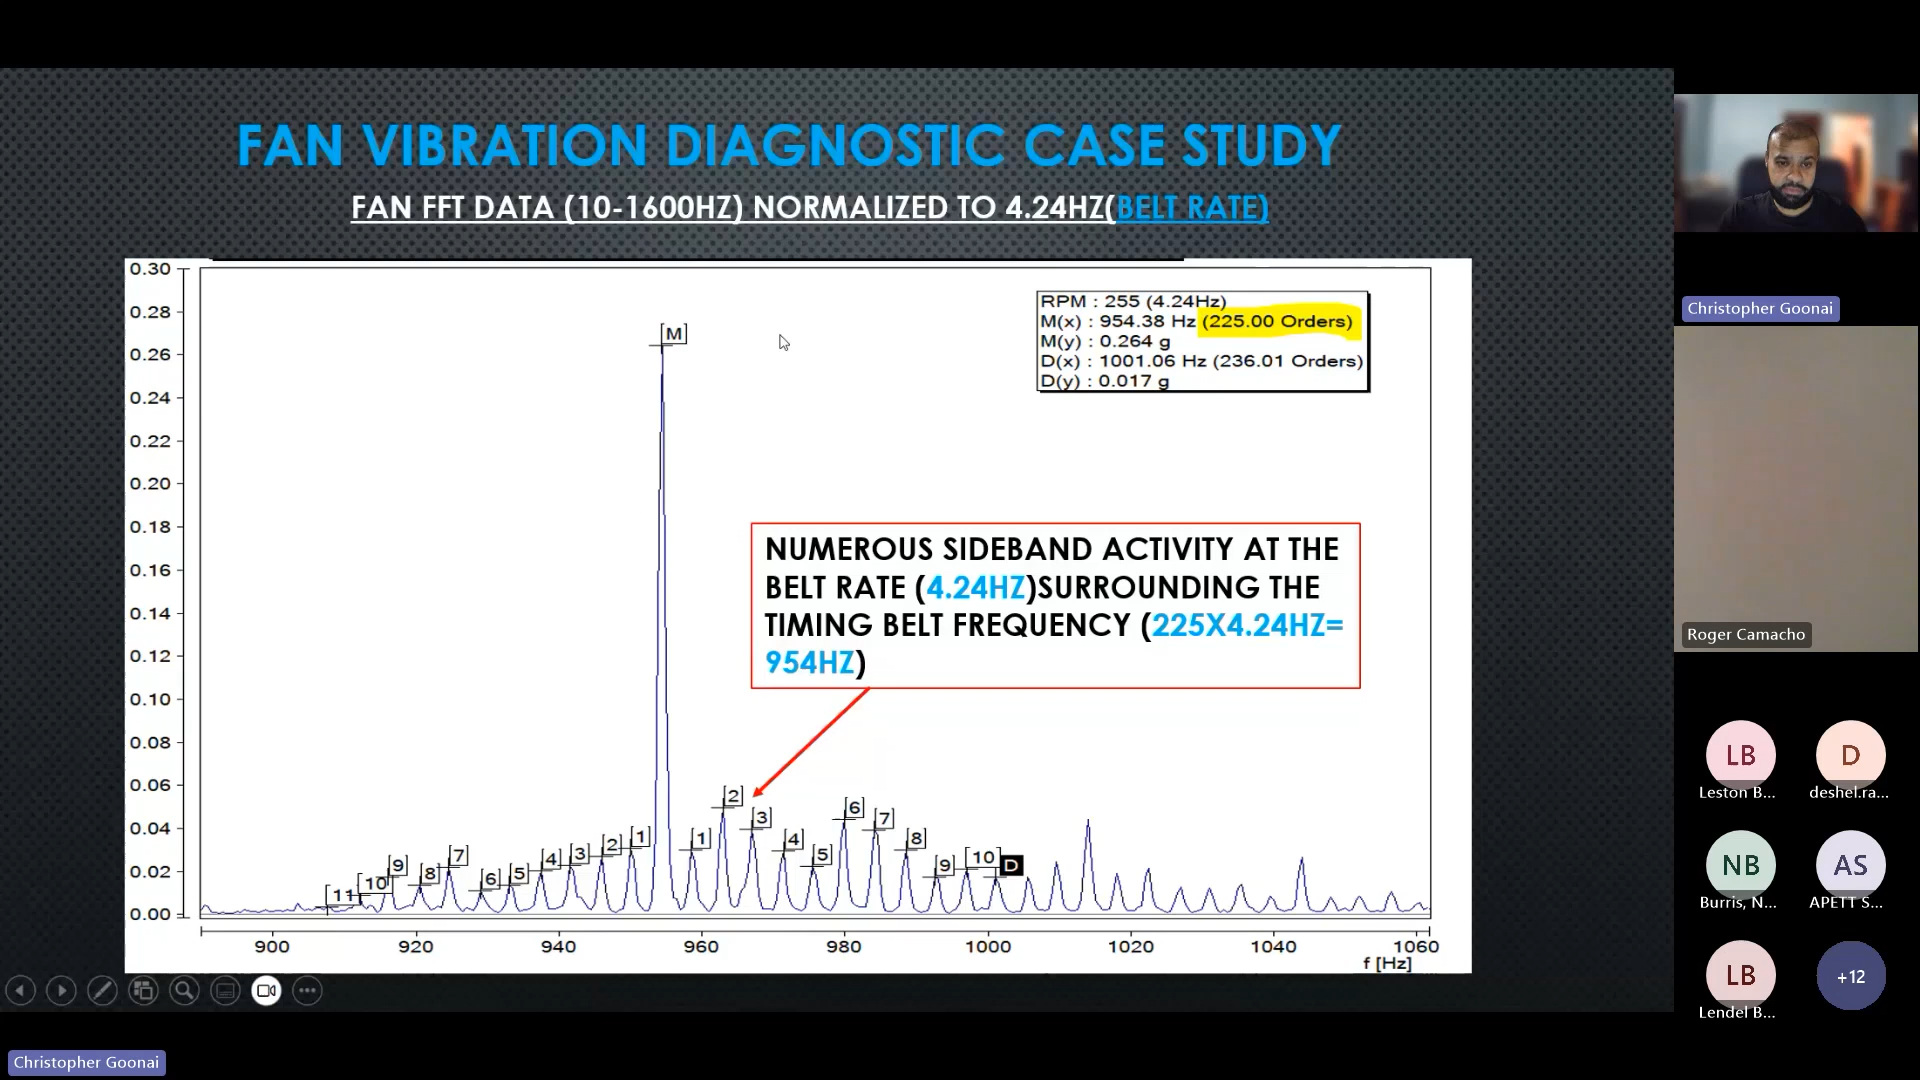 FAN VIBRATION DIAGNOSTIC CASE STUDY
FAN FFT DATA (10-1600HZ) NORMALIZED TO 4.24HZ(BELT RATE)
0.30
0.28
0.26
0.24
0.22
0.20
0.18
0.16
0.14
0.12
0.10
0.08
0.06
0.04
0.02
0.00
M
RPM : 255 (4.24Hz)
M(x) : 954.38 Hz (225.00 Orders)
M(y) : 0.264 g
D(x) : 1001.06 Hz (236.01 Orders)
D(y) : 0.017 g
NUMEROUS SIDEBAND ACTIVITY AT THE
BELT RATE (4.24HZ)SURROUNDING THE
TIMING BELT FREQUENCY (225X4.24HZ=
954HZ)
11 10 9 8 7 6 5 4 3 2 1 1 2 3 4 5 6 7 8 9 10 D
900 920 940 960 980 1000 1020 1040 1060
f [Hz]
Christopher Goonai
Roger Camacho
LB
Leston B...
D
deshel.ra...
NB
Burris, N...
AS
APETT S...
LB
Lendel B...
+12
Christopher Goonai